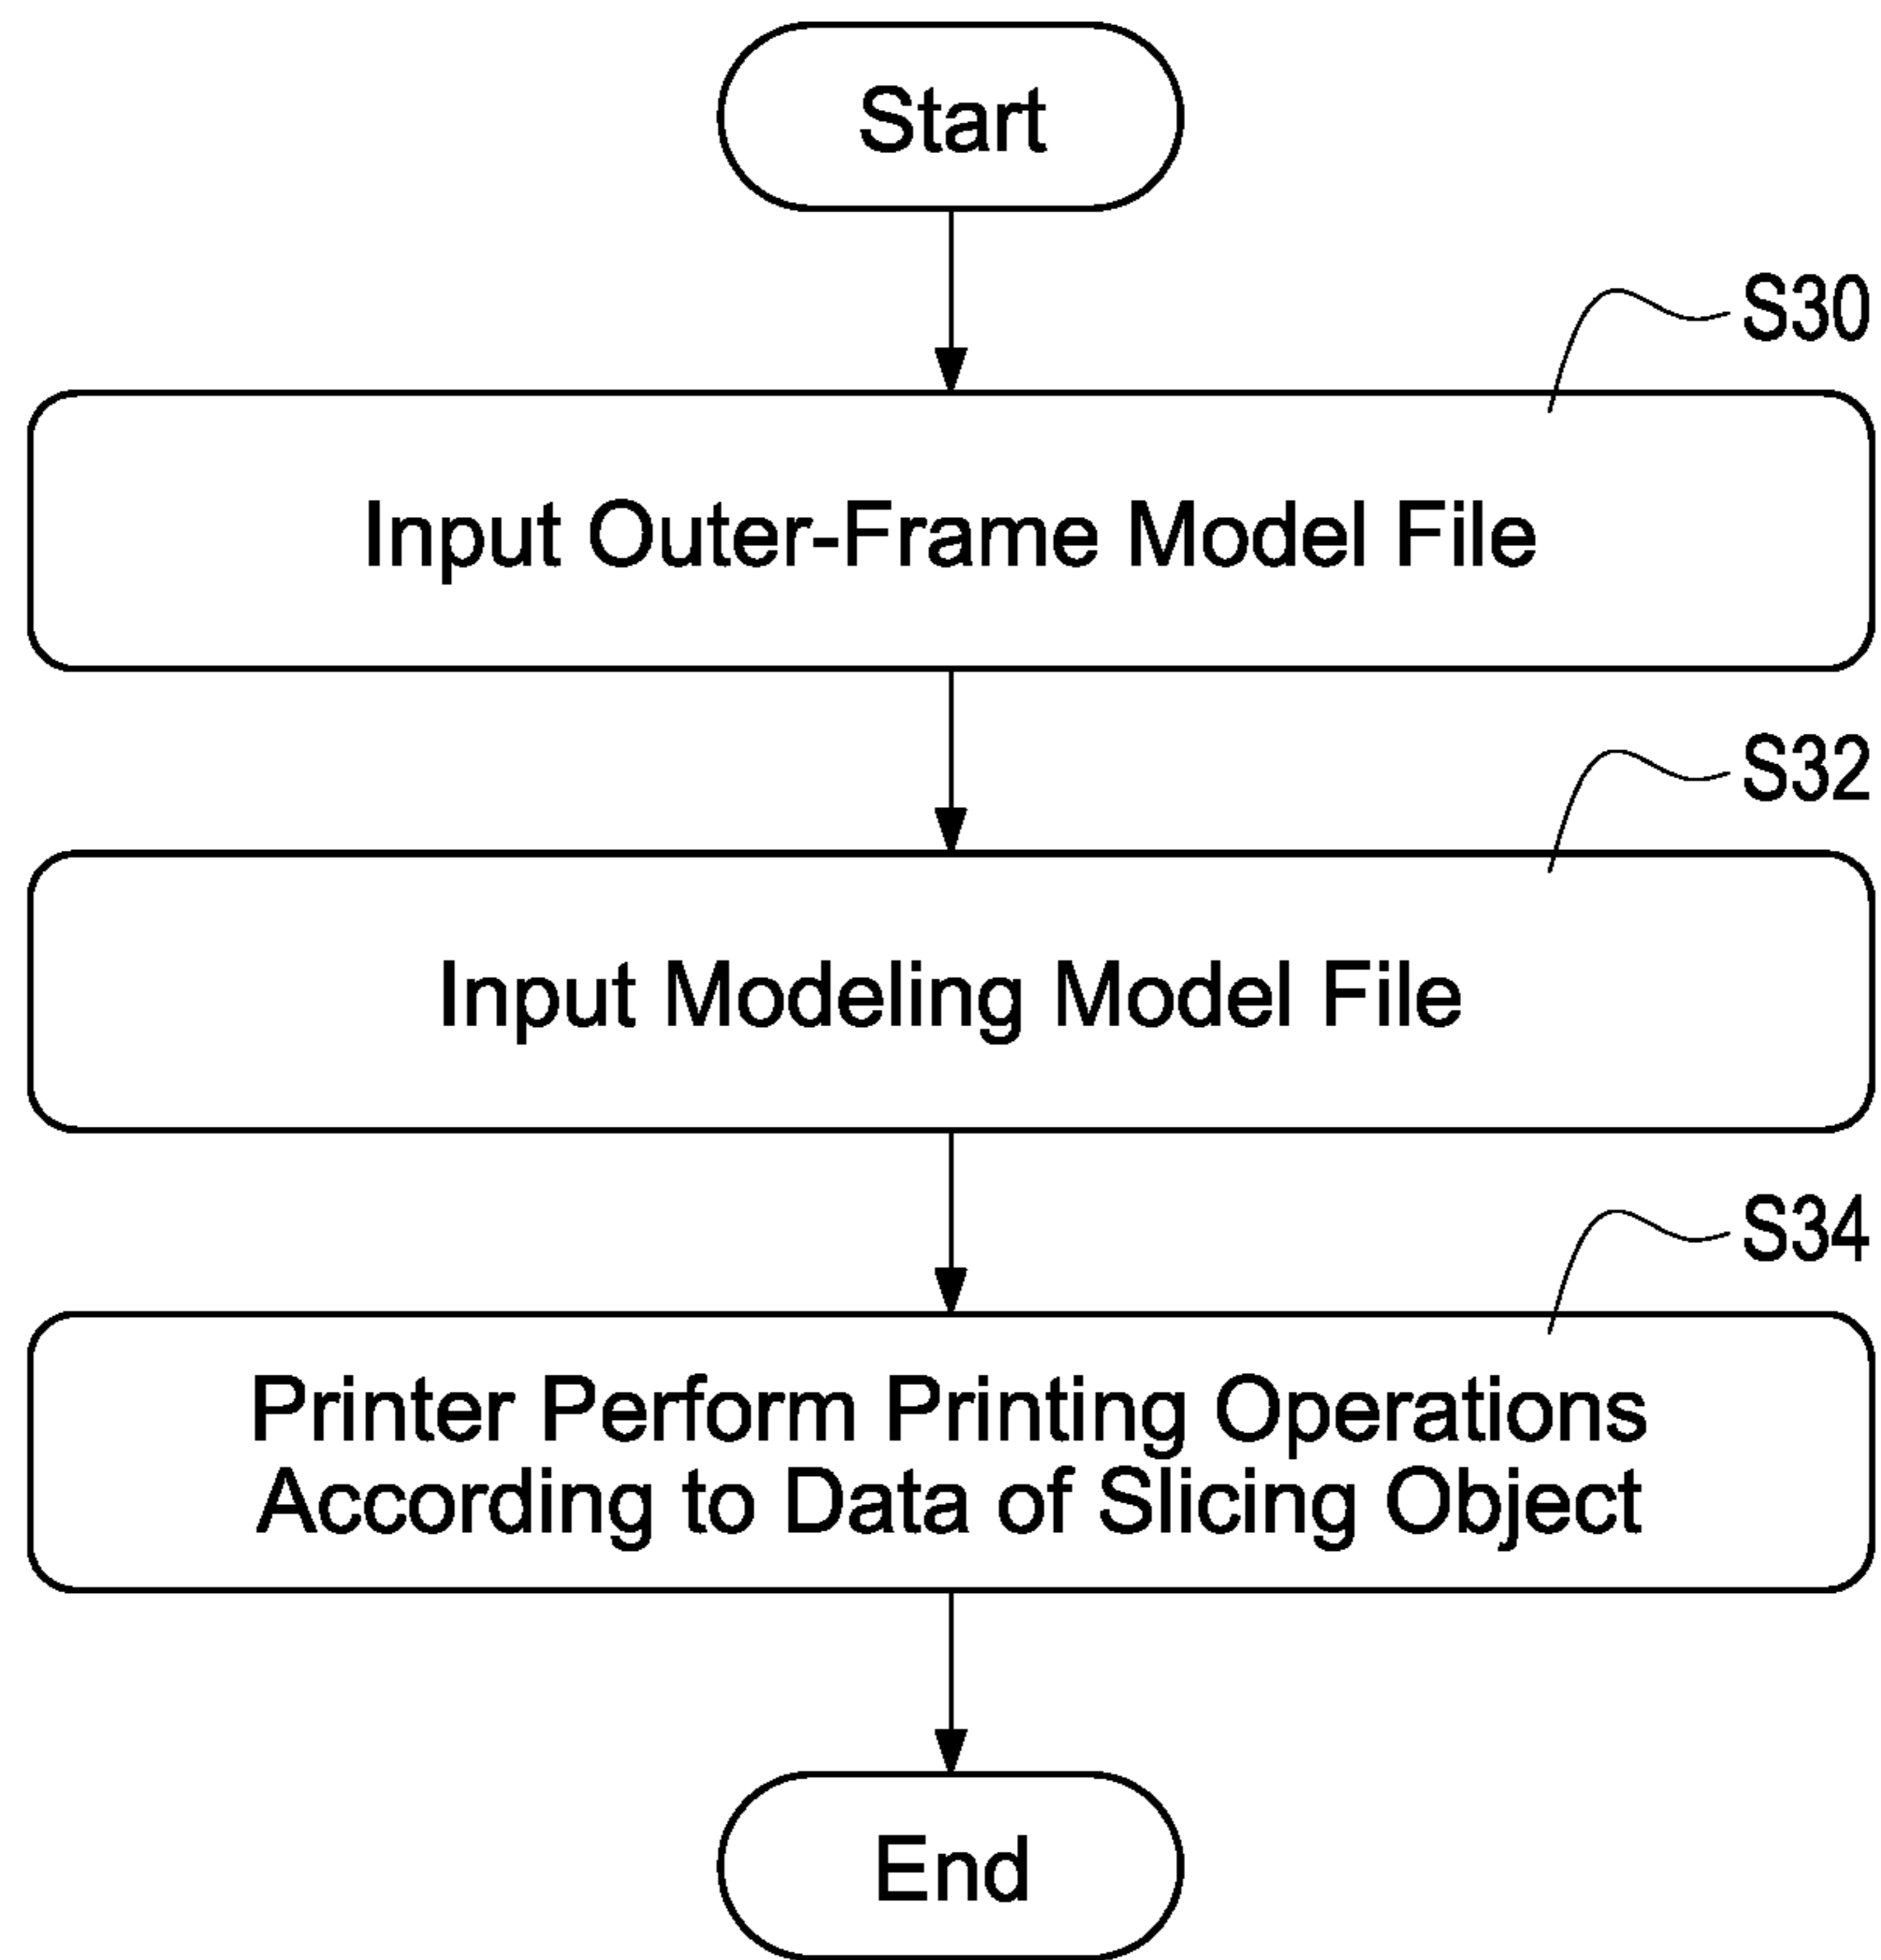 Start
S30
Input Outer-Frame Model File
S32
Input Modeling Model File
S34
Printer Perform Printing Operations
According to Data of Slicing Object
End